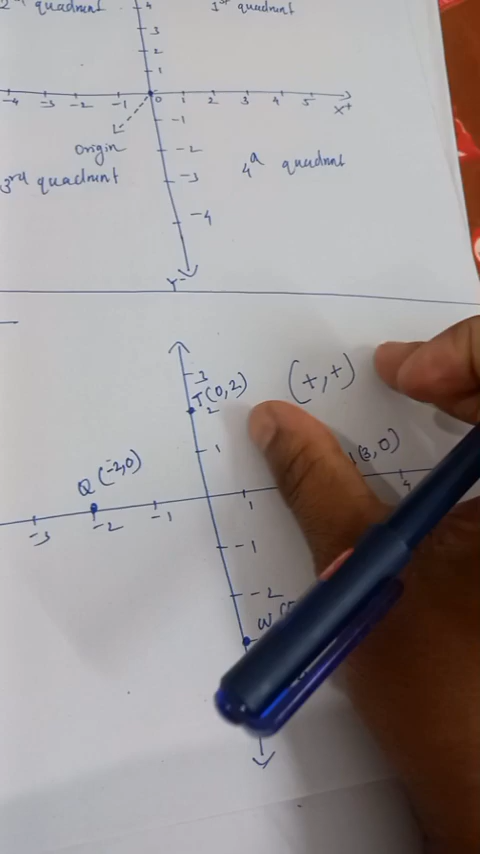 quadrant
1st quadrant
4
3
2
1
-4 -3 -2 -1 0 1 2 3 4 5
X+
-1
origin
-2
3rd quadrant
4th quadrant
-3
-4
Y-
3
T(0,2)
(+,+)
2
1
(3,0)
Q(-2,0)
4
1
-3 -2 -1
-1
-2
W(